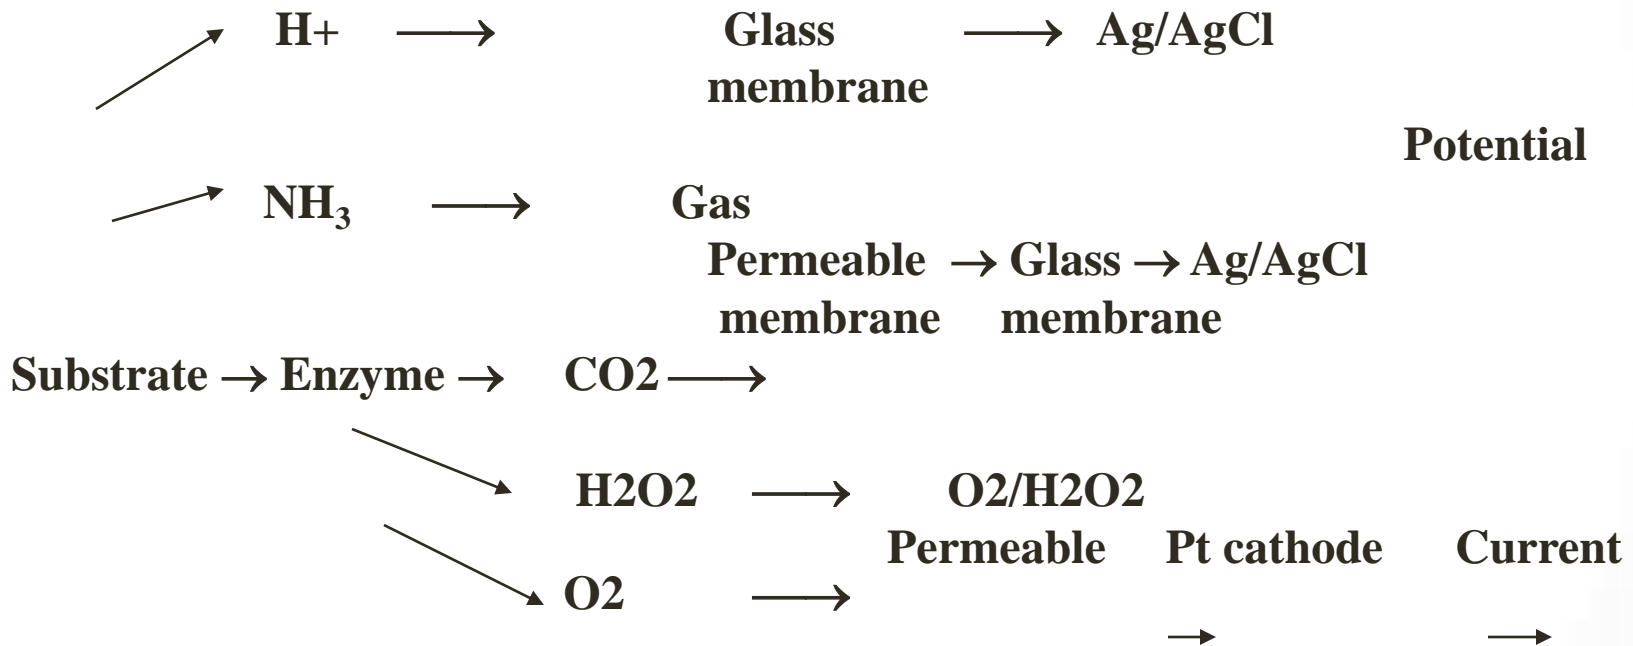 H+ → Glass → Ag/AgCl
membrane
Potential
NH₃ → Gas
Permeable → Glass → Ag/AgCl
membrane membrane
Substrate → Enzyme → CO2 →
H2O2 → O2/H2O2
Permeable Pt cathode Current
O2 →
→ →